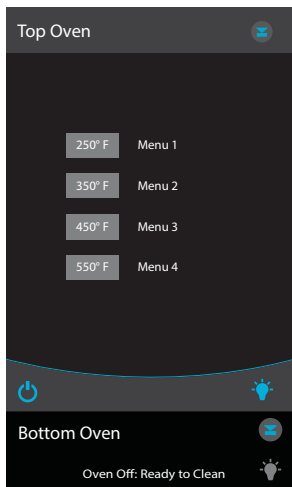 Top Oven
250° F Menu 1
350° F Menu 2
450° F Menu 3
550° F Menu 4
Bottom Oven
Oven Off: Ready to Clean